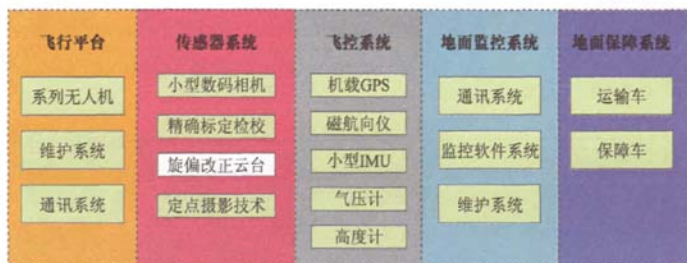 飞行平台
系列无人机
维护系统
通讯系统
传感器系统
小型数码相机
精确标定检校
旋偏改正云台
定点摄影技术
飞控系统
机载GPS
磁航向仪
小型IMU
气压计
高度计
地面监控系统
通讯系统
监控软件系统
维护系统
地面保障系统
运输车
保障车